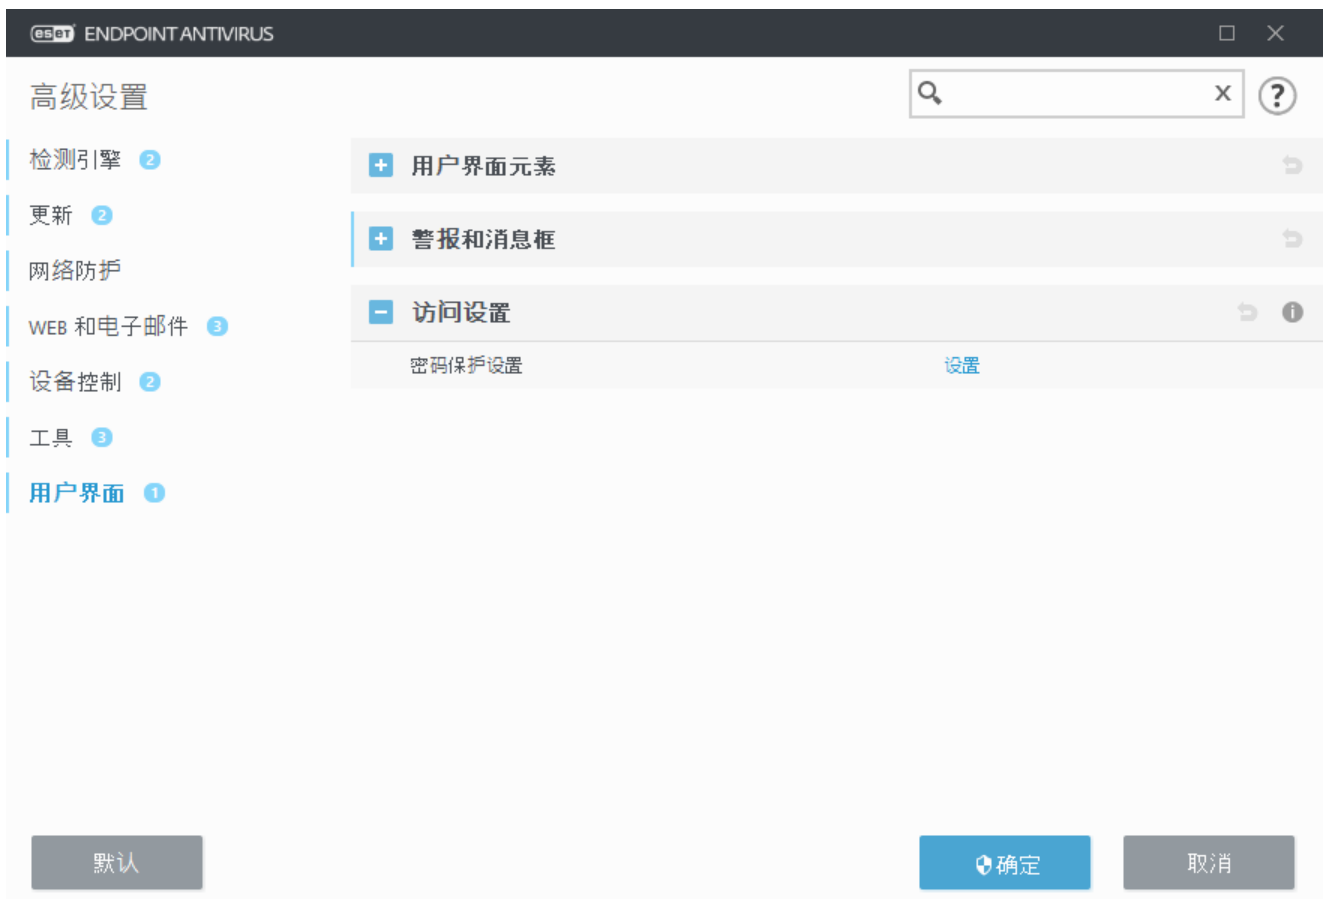 eseT ENDPOINT ANTIVIRUS
高级设置
x
?
检测引擎 2
更新 2
网络防护
WEB 和电子邮件 3
设备控制 2
工具 3
用户界面 1
用户界面元素
警报和消息框
访问设置
密码保护设置 设置
默认
确定
取消